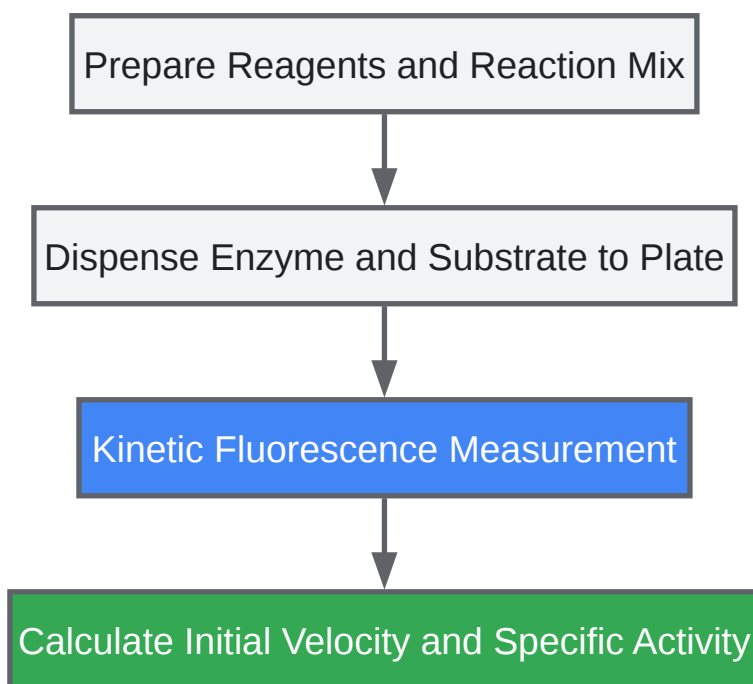 Prepare Reagents and Reaction Mix
Dispense Enzyme and Substrate to Plate
Kinetic Fluorescence Measurement
Calculate Initial Velocity and Specific Activity